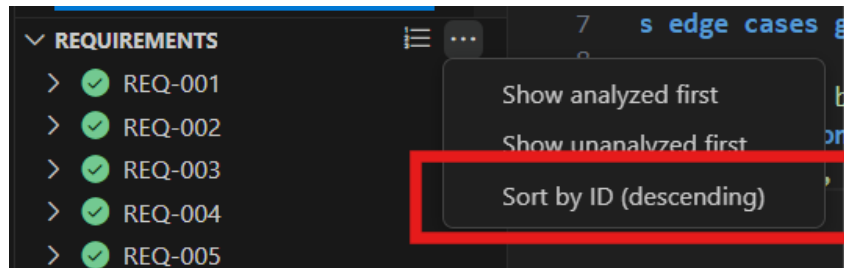 REQUIREMENTS
REQ-001
REQ-002
REQ-003
REQ-004
REQ-005
7 s edge cases
Show analyzed first
Show unanalyzed first
Sort by ID (descending)